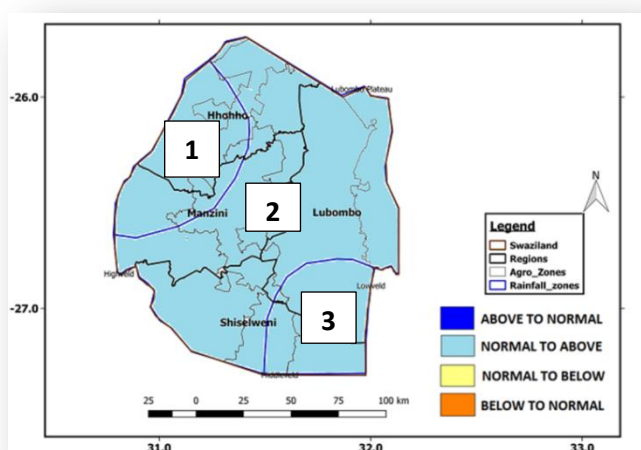 -26.0
Lubombo Plateau
Hhohho
1
Manzini
2
Lubombo
N
Legend
Swaziland
Regions
Agro_Zones
Rainfall_zones
Highveld
-27.0
Lowveld
Shiselweni
3
Middleveld
ABOVE TO NORMAL
NORMAL TO ABOVE
NORMAL TO BELOW
BELOW TO NORMAL
25 0 25 50 75 100 km
31.0 32.0 33.0